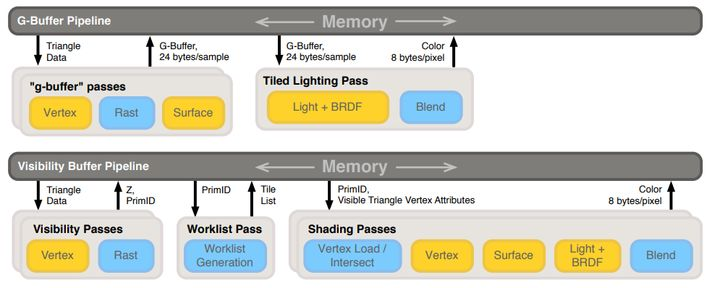 G-Buffer Pipeline
Memory
Triangle
Data
G-Buffer,
24 bytes/sample
G-Buffer,
24 bytes/sample
Color
8 bytes/pixel
"g-buffer" passes
Vertex
Rast
Surface
Tiled Lighting Pass
Light + BRDF
Blend
Visibility Buffer Pipeline
Memory
Triangle
Data
Z,
PrimID
PrimID
Tile
List
PrimID,
Visible Triangle Vertex Attributes
Color
8 bytes/pixel
Visibility Passes
Vertex
Rast
Worklist Pass
Worklist
Generation
Shading Passes
Vertex Load /
Intersect
Vertex
Surface
Light +
BRDF
Blend